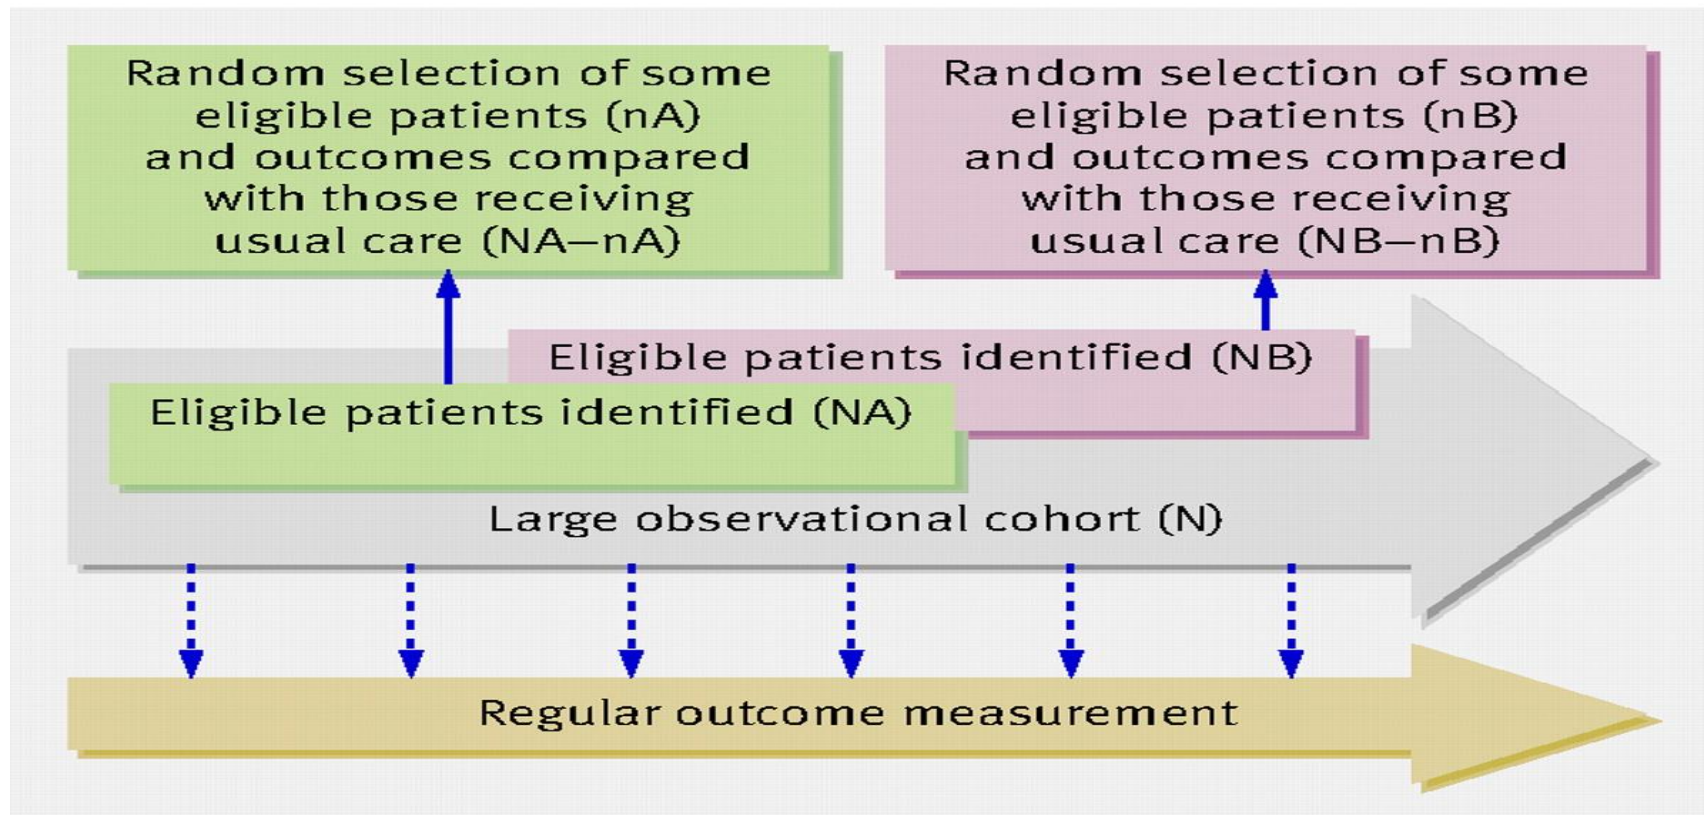 Random selection of some
eligible patients (nA)
and outcomes compared
with those receiving
usual care (NA–nA)
Random selection of some
eligible patients (nB)
and outcomes compared
with those receiving
usual care (NB–nB)
Eligible patients identified (NB)
Eligible patients identified (NA)
Large observational cohort (N)
Regular outcome measurement